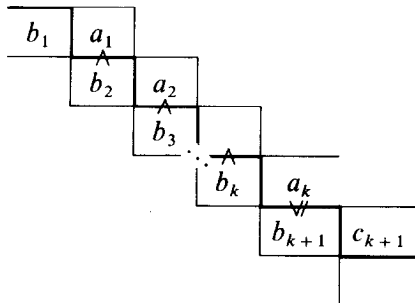 b₁ a₁
b₂ a₂
b₃
⋱ bₖ aₖ
bₖ₊₁ cₖ₊₁